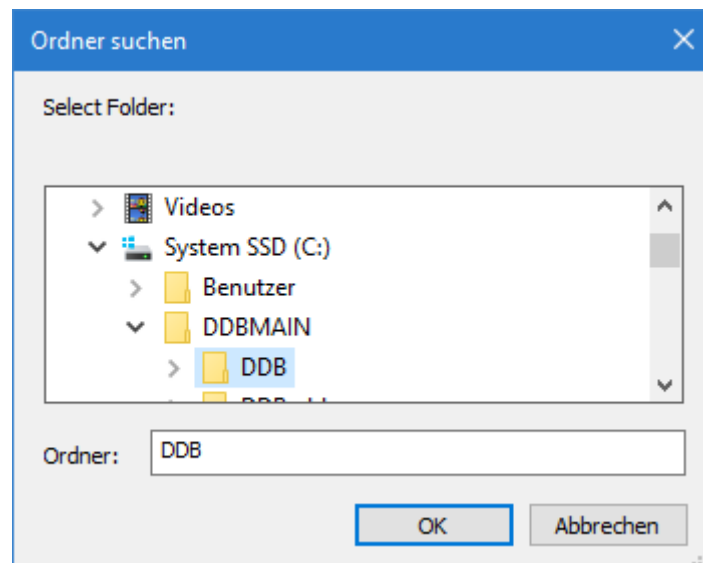 Ordner suchen
Select Folder:
Videos
System SSD (C:)
Benutzer
DDBMAIN
DDB
Ordner: DDB
OK Abbrechen